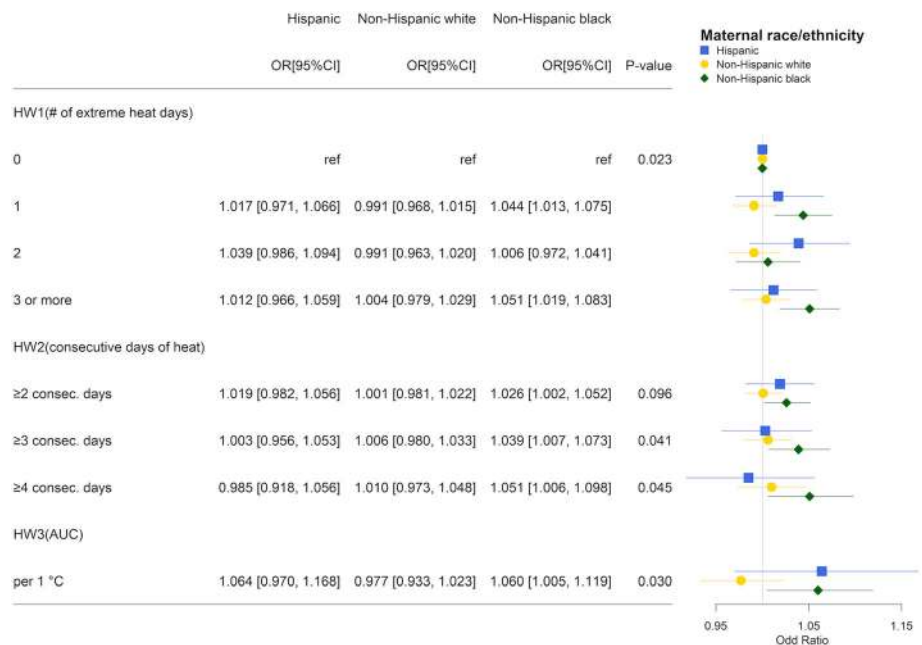 Hispanic Non-Hispanic white Non-Hispanic black
OR[95%CI] OR[95%CI] OR[95%CI] P-value
HW1(# of extreme heat days)
0 ref ref ref 0.023
1 1.017 [0.971, 1.066] 0.991 [0.968, 1.015] 1.044 [1.013, 1.075]
2 1.039 [0.986, 1.094] 0.991 [0.963, 1.020] 1.006 [0.972, 1.041]
3 or more 1.012 [0.966, 1.059] 1.004 [0.979, 1.029] 1.051 [1.019, 1.083]
HW2(consecutive days of heat)
≥2 consec. days 1.019 [0.982, 1.056] 1.001 [0.981, 1.022] 1.026 [1.002, 1.052] 0.096
≥3 consec. days 1.003 [0.956, 1.053] 1.006 [0.980, 1.033] 1.039 [1.007, 1.073] 0.041
≥4 consec. days 0.985 [0.918, 1.056] 1.010 [0.973, 1.048] 1.051 [1.006, 1.098] 0.045
HW3(AUC)
per 1 °C 1.064 [0.970, 1.168] 0.977 [0.933, 1.023] 1.060 [1.005, 1.119] 0.030
Maternal race/ethnicity
Hispanic
Non-Hispanic white
Non-Hispanic black
0.95 1.05 1.15
Odd Ratio